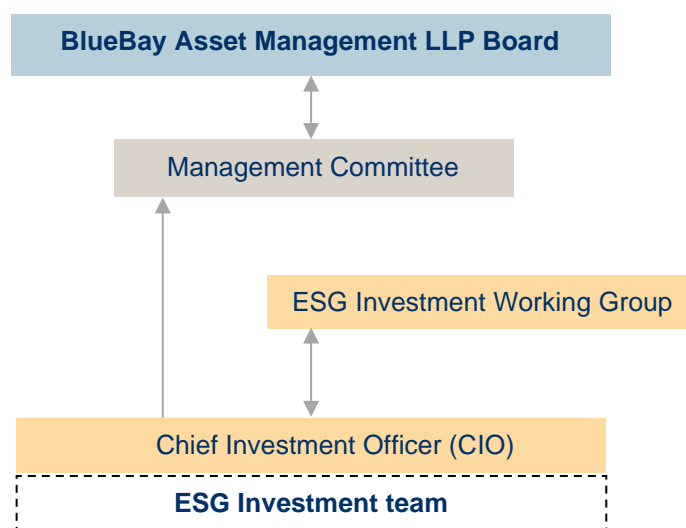 BlueBay Asset Management LLP Board
Management Committee
ESG Investment Working Group
Chief Investment Officer (CIO)
ESG Investment team